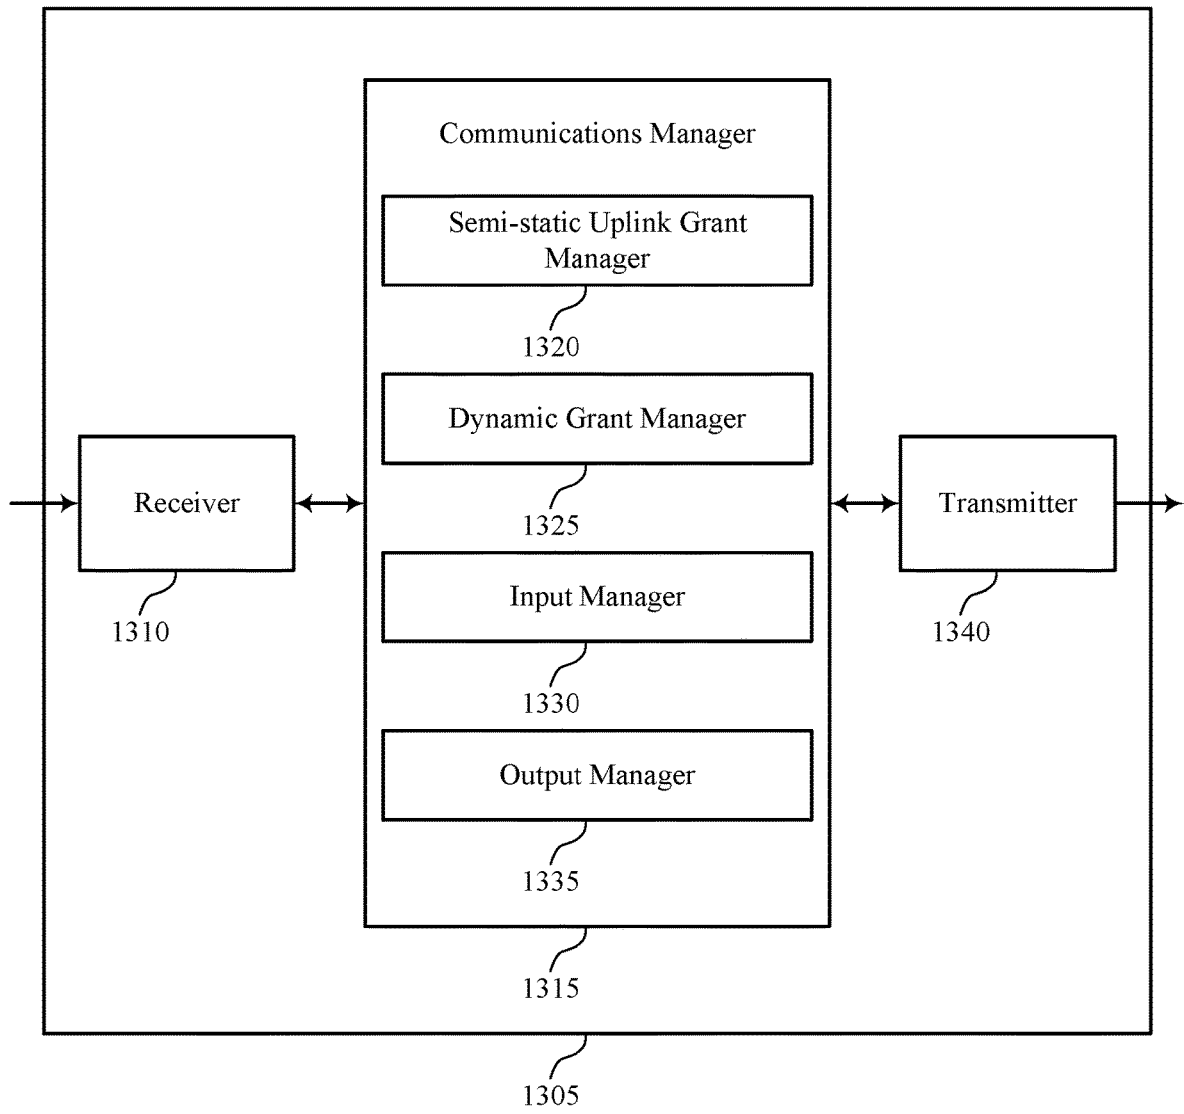 Communications Manager
Semi-static Uplink Grant
Manager
1320
Dynamic Grant Manager
1325
Receiver
1310
Transmitter
1340
Input Manager
1330
Output Manager
1335
1315
1305